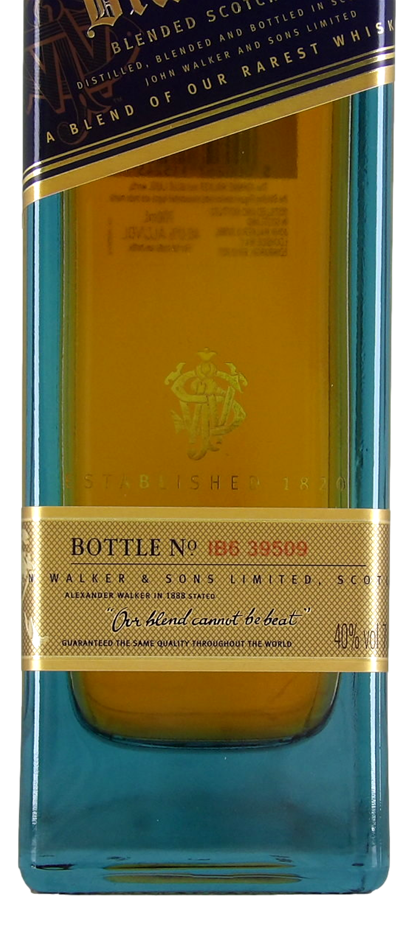 BLENDED SCOTCH
DISTILLED, BLENDED AND BOTTLED IN SC
JOHN WALKER AND SONS LIMITED
A BLEND OF OUR RAREST WHISK
ESTABLISHED 1820
BOTTLE Nº IB6 39509
N WALKER & SONS LIMITED, SCOT
ALEXANDER WALKER IN 1888 STATED
"Our blend cannot be beat"
GUARANTEED THE SAME QUALITY THROUGHOUT THE WORLD
40% vol